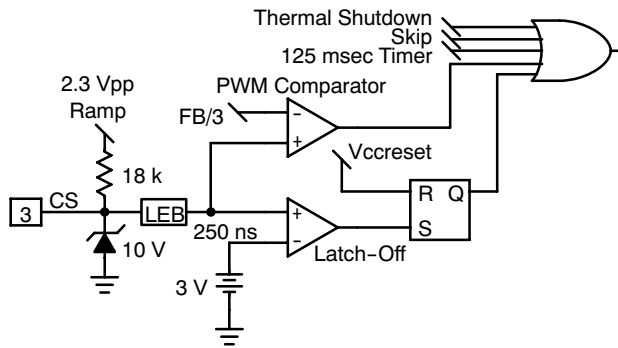 Thermal Shutdown
Skip
125 msec Timer
2.3 Vpp
Ramp
PWM Comparator
FB/3
-
+
18 k
Vccreset
3
CS
LEB
R Q
S
250 ns
+
-
10 V
Latch-Off
3 V